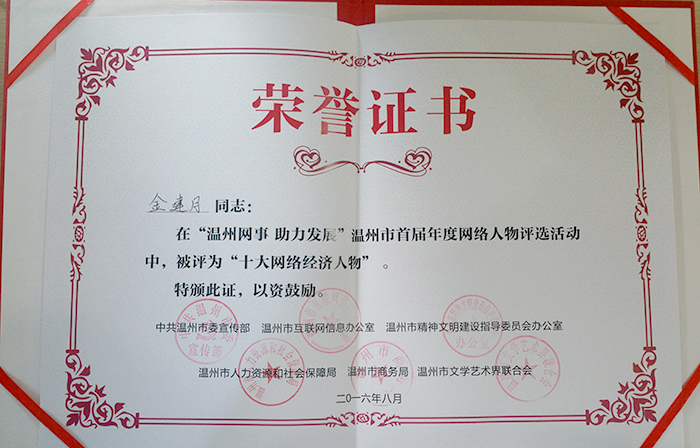 荣誉证书
金建月 同志：
在“温州网事 助力发展”温州市首届年度网络人物评选活动
中，被评为“十大网络经济人物”。
特颁此证，以资鼓励。
中共温州市委宣传部 温州市互联网信息办公室 温州市精神文明建设指导委员会办公室
温州市人力资源和社会保障局 温州市商务局 温州市文学艺术界联合会
二〇一六年八月